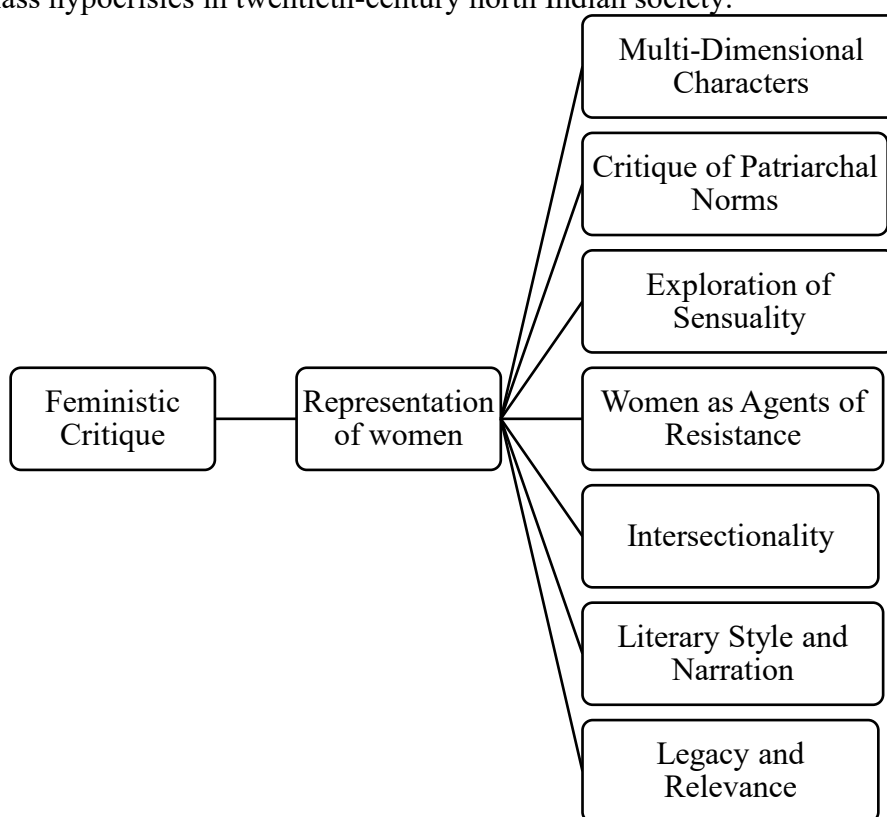 hypocrisies in twentieth-century north Indian society.
Multi-Dimensional
Characters
Critique of Patriarchal
Norms
Exploration of
Sensuality
Feministic
Critique
Representation
of women
Women as Agents of
Resistance
Intersectionality
Literary Style and
Narration
Legacy and
Relevance